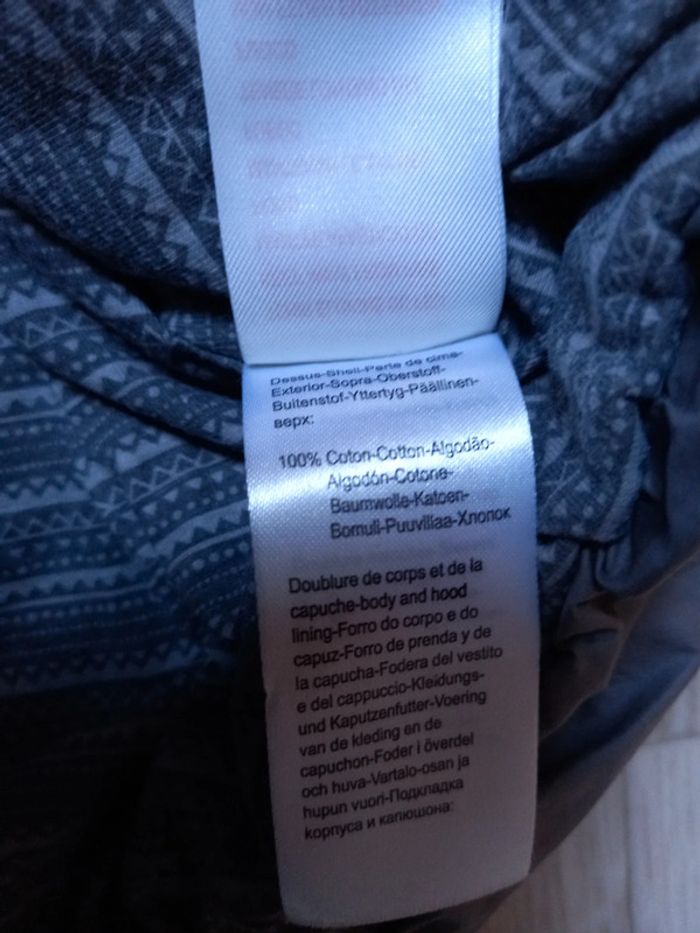 Dessus-Shell-Parte de cima-
Exterior-Sopra-Oberstoff-
Buitenstof-Yttertyg-Päällinen-
верх:
100% Coton-Cotton-Algodão-
Algodón-Cotone-
Baumwolle-Katoen-
Bomull-Puuvillaa-Хлопок
Doublure de corps et de la
capuche-body and hood
lining-Forro do corpo e do
capuz-Forro de prenda y de
la capucha-Fodera del vestito
e del cappuccio-Kleidungs-
und Kaputzenfutter-Voering
van de kleding en de
capuchon-Foder i överdel
och huva-Vartalo-osan ja
hupun vuori-Подкладка
корпуса и капюшона: